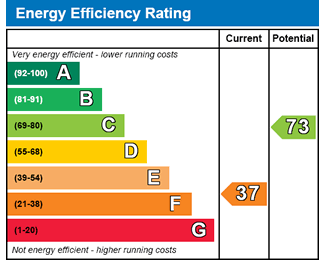 Energy Efficiency Rating
Current Potential
Very energy efficient - lower running costs
(92-100) A
(81-91) B
(69-80) C 73
(55-68) D
(39-54) E
(21-38) F 37
(1-20) G
Not energy efficient - higher running costs